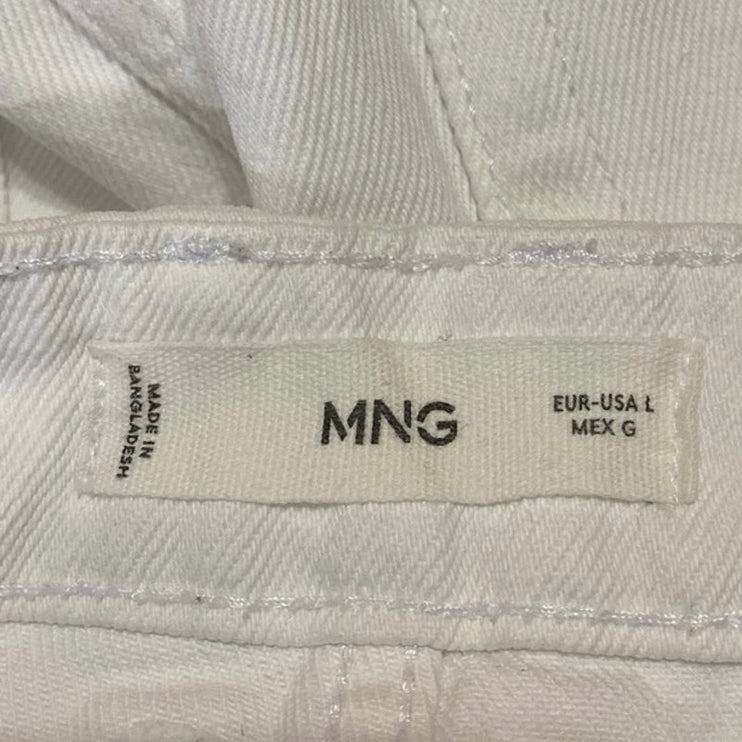 MADE IN
BANGLADESH
MNG
EUR-USA L
MEX G